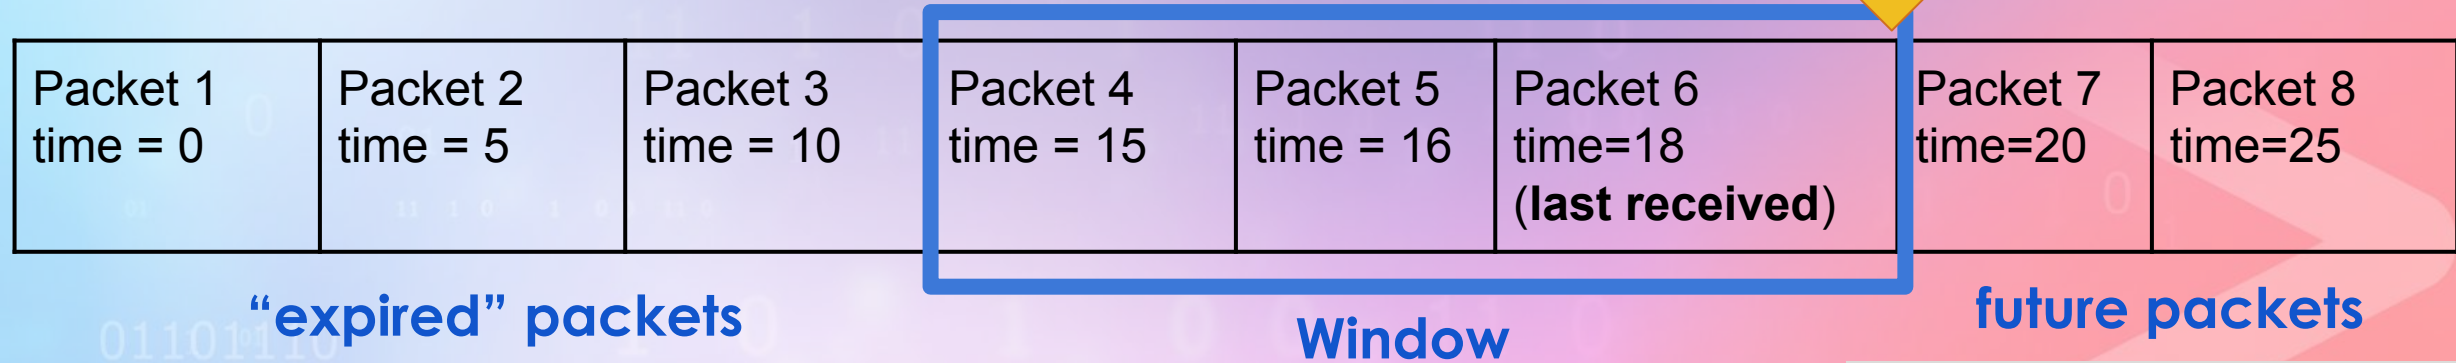 Packet 1
time = 0
Packet 2
time = 5
Packet 3
time = 10
Packet 4
time = 15
Packet 5
time = 16
Packet 6
time=18
(last received)
Packet 7
time=20
Packet 8
time=25
“expired” packets
Window
future packets